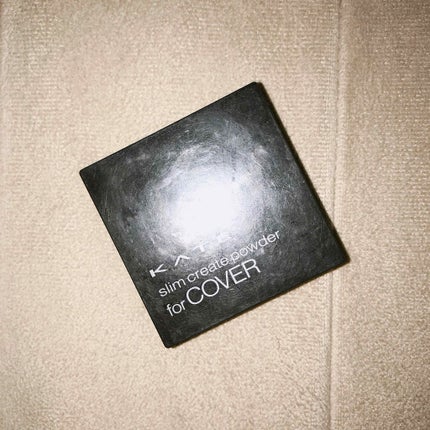 KATE
slim create powder
for COVER